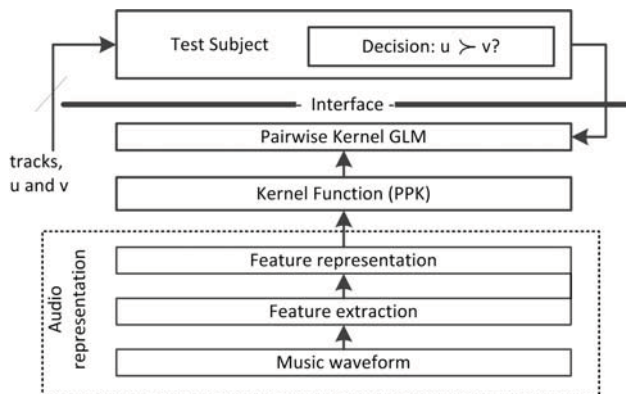 Test Subject
Decision: u ≻ v?
- Interface -
Pairwise Kernel GLM
tracks,
u and v
Kernel Function (PPK)
Audio
representation
Feature representation
Feature extraction
Music waveform